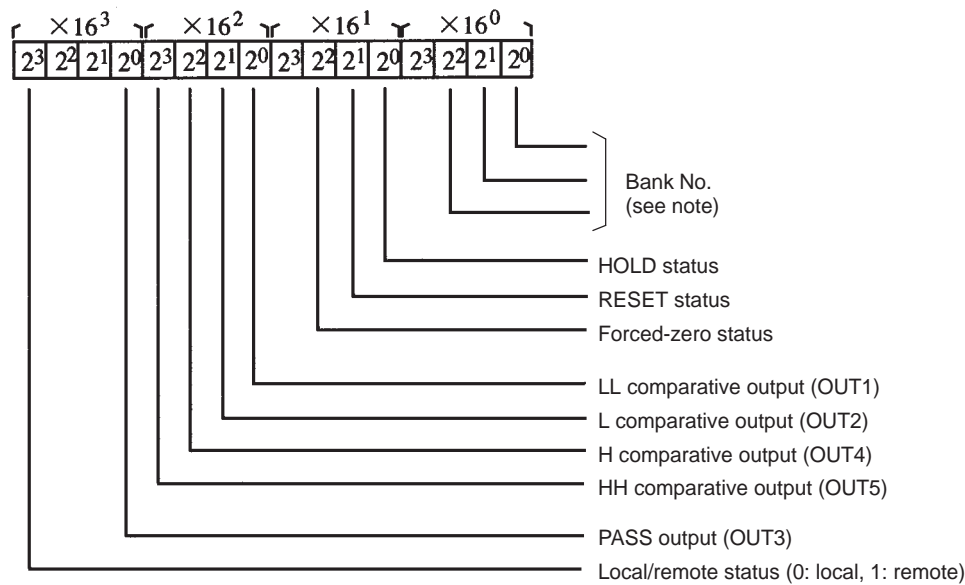 ×16³ ×16² ×16¹ ×16⁰
2³ 2² 2¹ 2⁰ 2³ 2² 2¹ 2⁰ 2³ 2² 2¹ 2⁰ 2³ 2² 2¹ 2⁰
Bank No.
(see note)
HOLD status
RESET status
Forced-zero status
LL comparative output (OUT1)
L comparative output (OUT2)
H comparative output (OUT4)
HH comparative output (OUT5)
PASS output (OUT3)
Local/remote status (0: local, 1: remote)